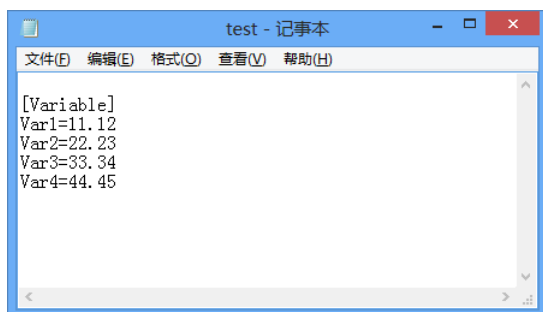 test - 记事本
文件(F) 编辑(E) 格式(O) 查看(V) 帮助(H)
[Variable]
Var1=11.12
Var2=22.23
Var3=33.34
Var4=44.45